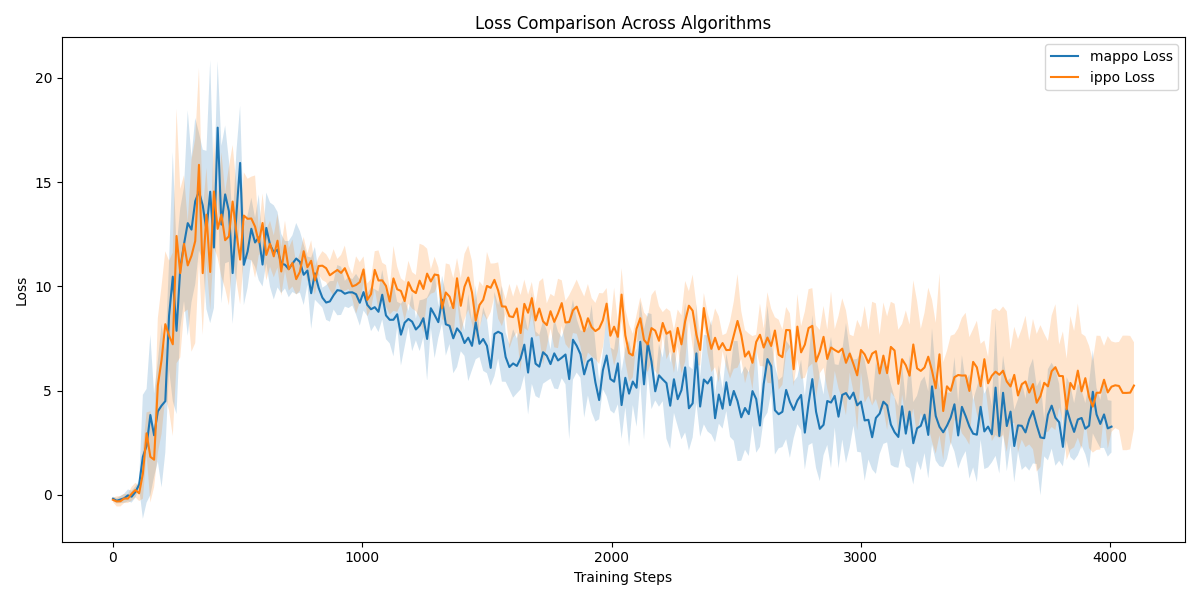 Loss Comparison Across Algorithms
mappo Loss
ippo Loss
Loss
20
15
10
5
0
0 1000 2000 3000 4000
Training Steps